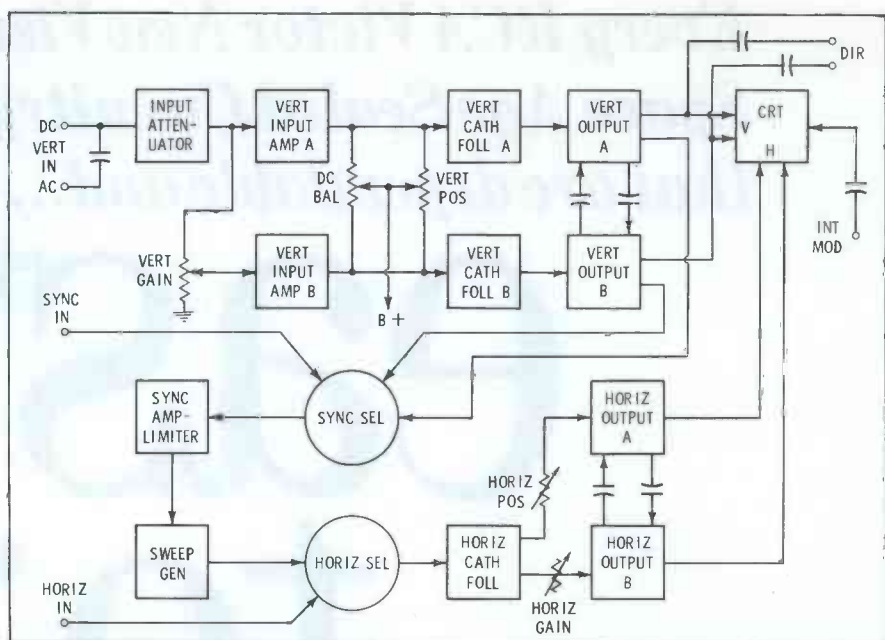 DIR
DC
VERT IN
AC
INPUT
ATTEN-
UATOR
VERT
INPUT
AMP A
VERT
CATH
FOLL A
VERT
OUTPUT
A
CRT
V
H
DC
BAL
VERT
POS
INT
MOD
VERT
GAIN
VERT
INPUT
AMP B
VERT
CATH
FOLL B
VERT
OUTPUT
B
B +
SYNC
IN
SYNC
AMP-
LIMITER
SYNC SEL
HORIZ
OUTPUT
A
HORIZ
POS
SWEEP
GEN
HORIZ SEL
HORIZ
CATH
FOLL
HORIZ
OUTPUT
B
HORIZ
GAIN
HORIZ
IN